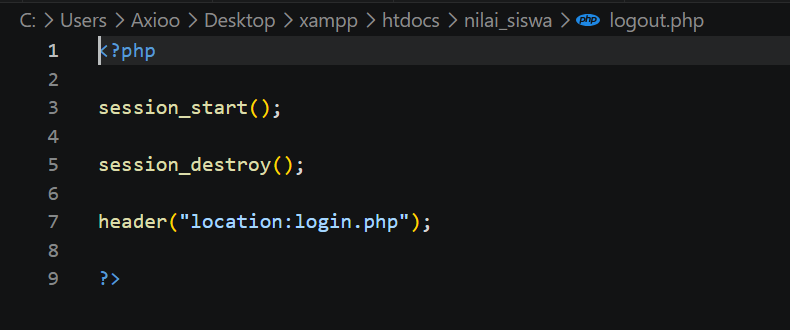 C: > Users > Axioo > Desktop > xampp > htdocs > nilai_siswa > php logout.php
1 <?php
2
3 session_start();
4
5 session_destroy();
6
7 header("location:login.php");
8
9 ?>